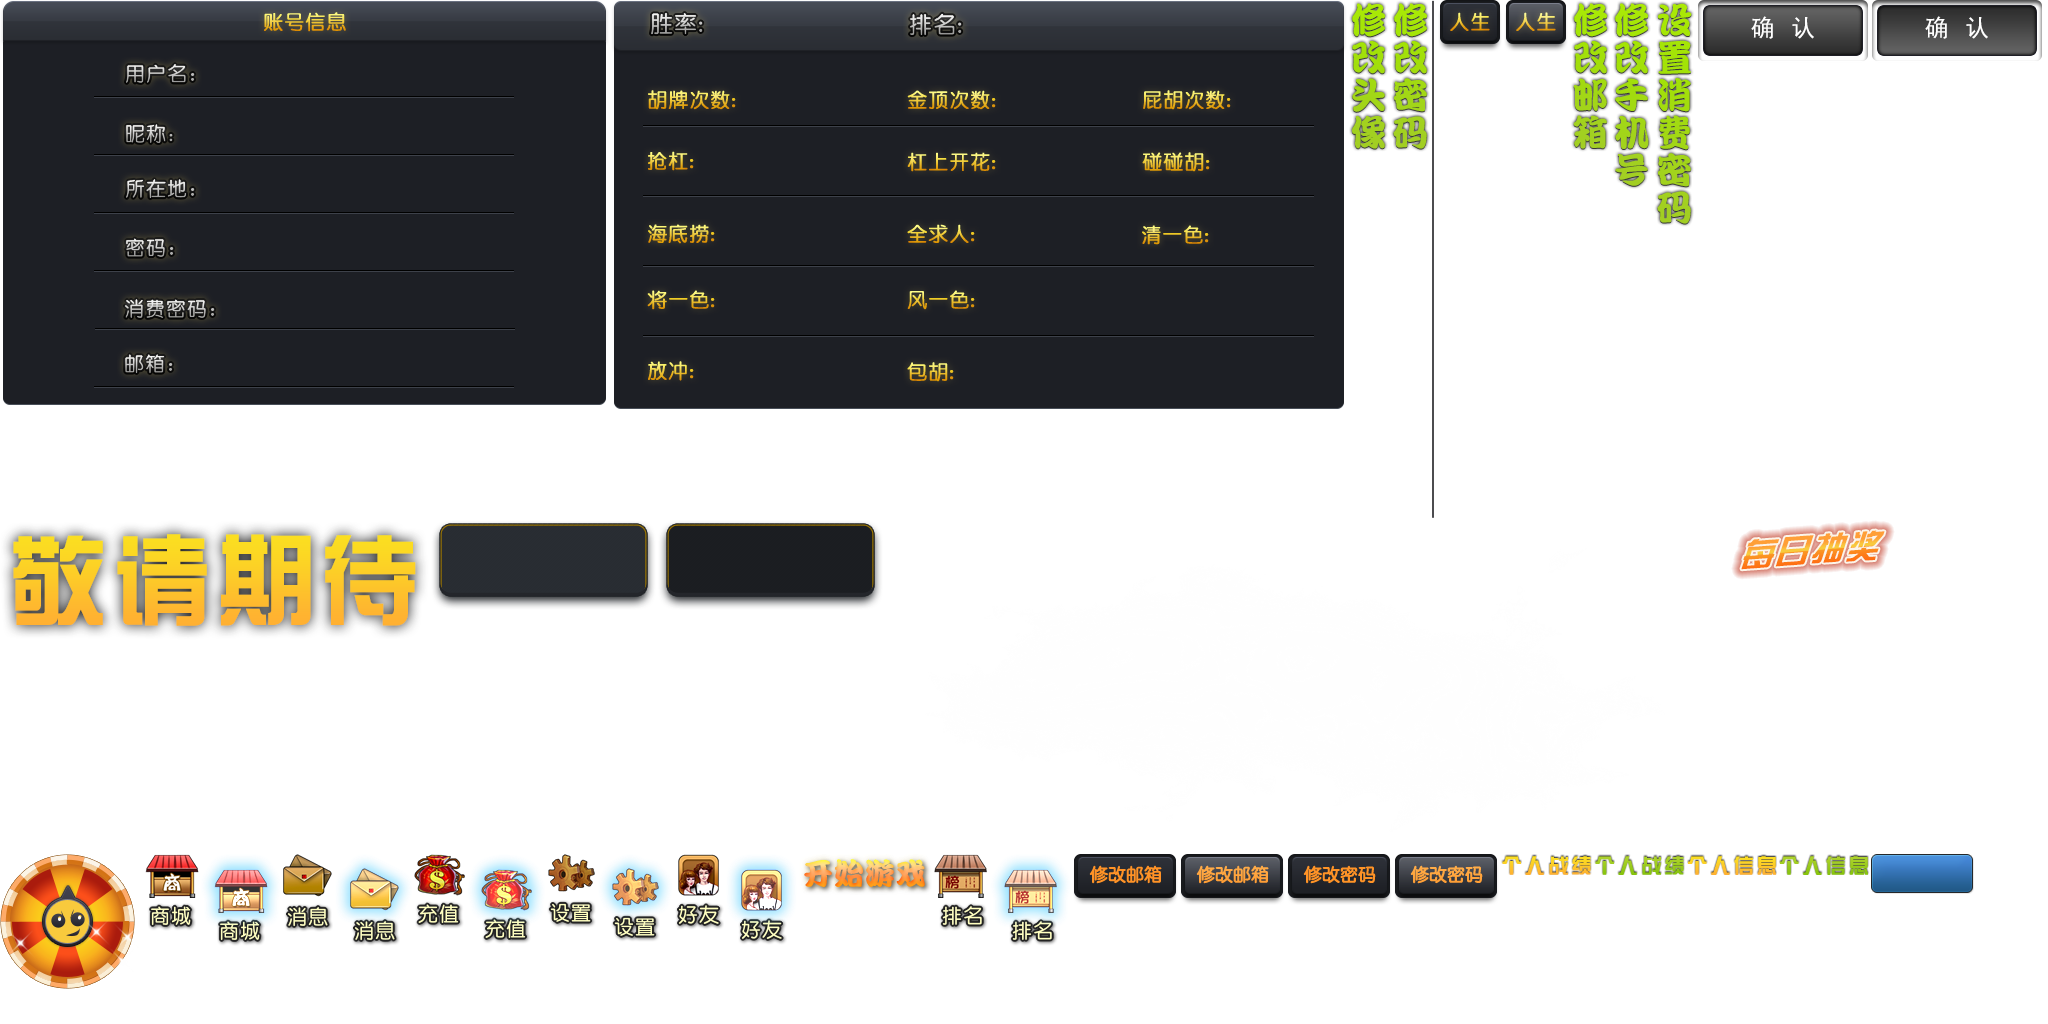 账号信息
用户名:
昵称:
所在地:
密码:
消费密码:
邮箱:
胜率: 排名:
胡牌次数: 金顶次数: 屁胡次数:
抢杠: 杠上开花: 碰碰胡:
海底捞: 全求人: 清一色:
将一色: 风一色:
放冲: 包胡:
修改头像
修改密码
人生
人生
修改邮箱
修改手机号
设置消费密码
确 认
确 认
敬请期待
每日抽奖
商
商城
商
商城
消息
消息
$
充值
$
充值
设置
设置
好友
好友
开始游戏
榜
排名
榜
排名
修改邮箱
修改邮箱
修改密码
修改密码
个人战绩
个人战绩
个人信息
个人信息